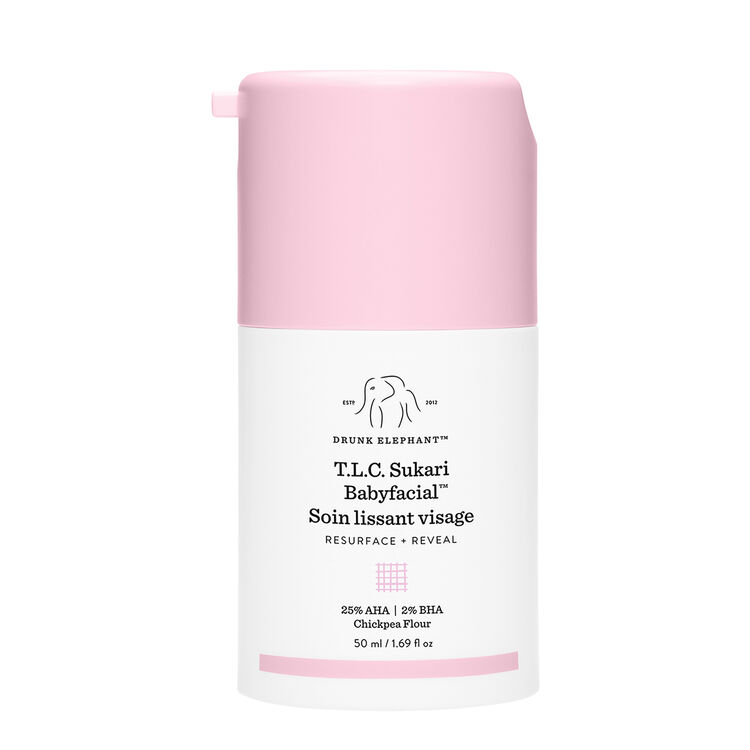 ESTD 2012
DRUNK ELEPHANT™
T.L.C. Sukari
Babyfacial™
Soin lissant visage
RESURFACE + REVEAL
25% AHA | 2% BHA
Chickpea Flour
50 ml / 1.69 fl oz